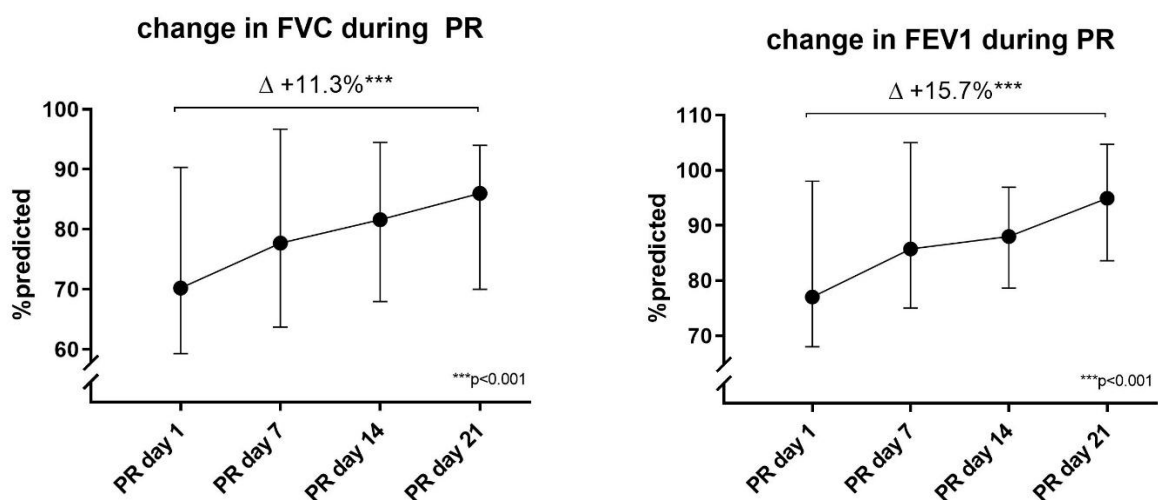 change in FVC during PR
Δ +11.3%***
100
90
80
70
60
%predicted
***p<0.001
PR day 1
PR day 7
PR day 14
PR day 21
change in FEV1 during PR
Δ +15.7%***
110
100
90
80
70
%predicted
***p<0.001
PR day 1
PR day 7
PR day 14
PR day 21